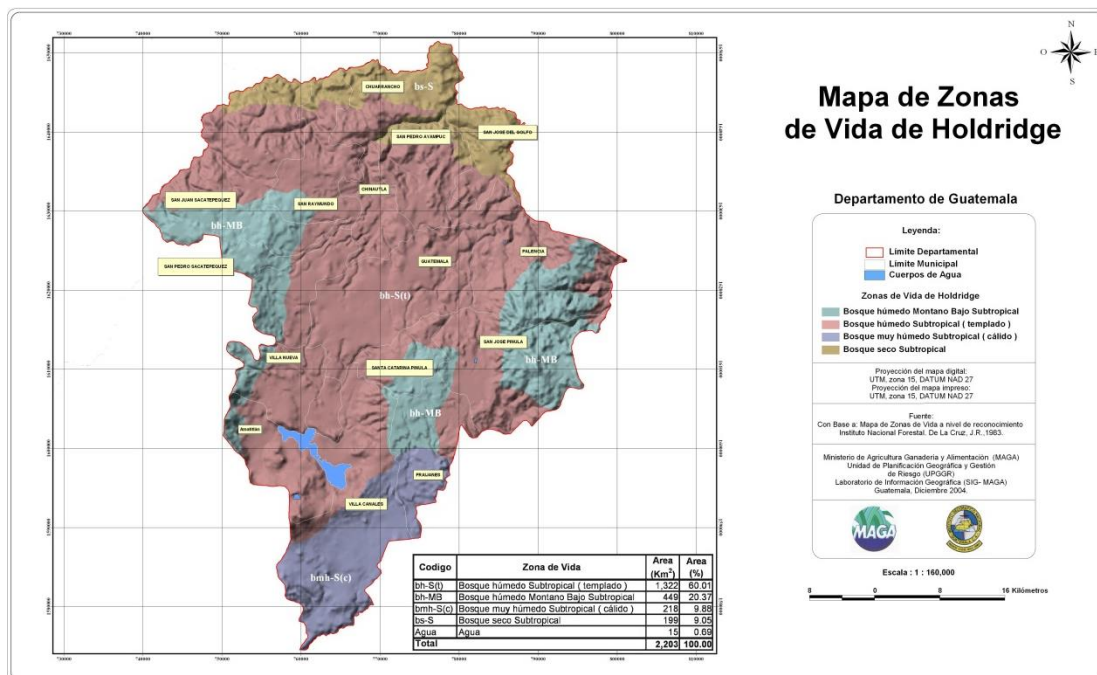 N
O
E
S
Mapa de Zonas
de Vida de Holdridge
Departamento de Guatemala
Leyenda:
Límite Departamental
Límite Municipal
Cuerpos de Agua
Zonas de Vida de Holdridge
Bosque húmedo Montano Bajo Subtropical
Bosque húmedo Subtropical ( templado )
Bosque muy húmedo Subtropical ( cálido )
Bosque seco Subtropical
Proyección del mapa digital:
UTM, zona 15, DATUM NAD 27
Proyección del mapa impreso:
UTM, zona 15, DATUM NAD 27
Fuente:
Con Base a: Mapa de Zonas de Vida a nivel de reconocimiento
Instituto Nacional Forestal. De La Cruz, J.R.,1983.
Ministerio de Agricultura Ganadería y Alimentación (MAGA)
Unidad de Planificación Geográfica y Gestión
de Riesgo (UPGGR)
Laboratorio de Información Geográfica (SIG- MAGA)
Guatemala, Diciembre 2004.
MAGA
Escala : 1 : 160,000
8 0 8 16 Kilómetros
CHUARRANCHO
bs-S
SAN PEDRO AYAMPUC
SAN JOSE DEL GOLFO
CHINAUTLA
SAN JUAN SACATEPEQUEZ
SAN RAYMUNDO
bh-MB
PALENCIA
GUATEMALA
SAN PEDRO SACATEPEQUEZ
bh-S(t)
SAN JOSE PINULA
VILLA NUEVA
SANTA CATARINA PINULA
bh-MB
bh-MB
Amatitlan
FRAIJANES
VILLA CANALES
bmh-S(c)
Codigo Zona de Vida Area (Km²) Area (%)
bh-S(t) Bosque húmedo Subtropical ( templado ) 1,322 60.01
bh-MB Bosque húmedo Montano Bajo Subtropical 449 20.37
bmh-S(c) Bosque muy húmedo Subtropical ( cálido ) 218 9.88
bs-S Bosque seco Subtropical 199 9.05
Agua Agua 15 0.69
Total 2,203 100.00